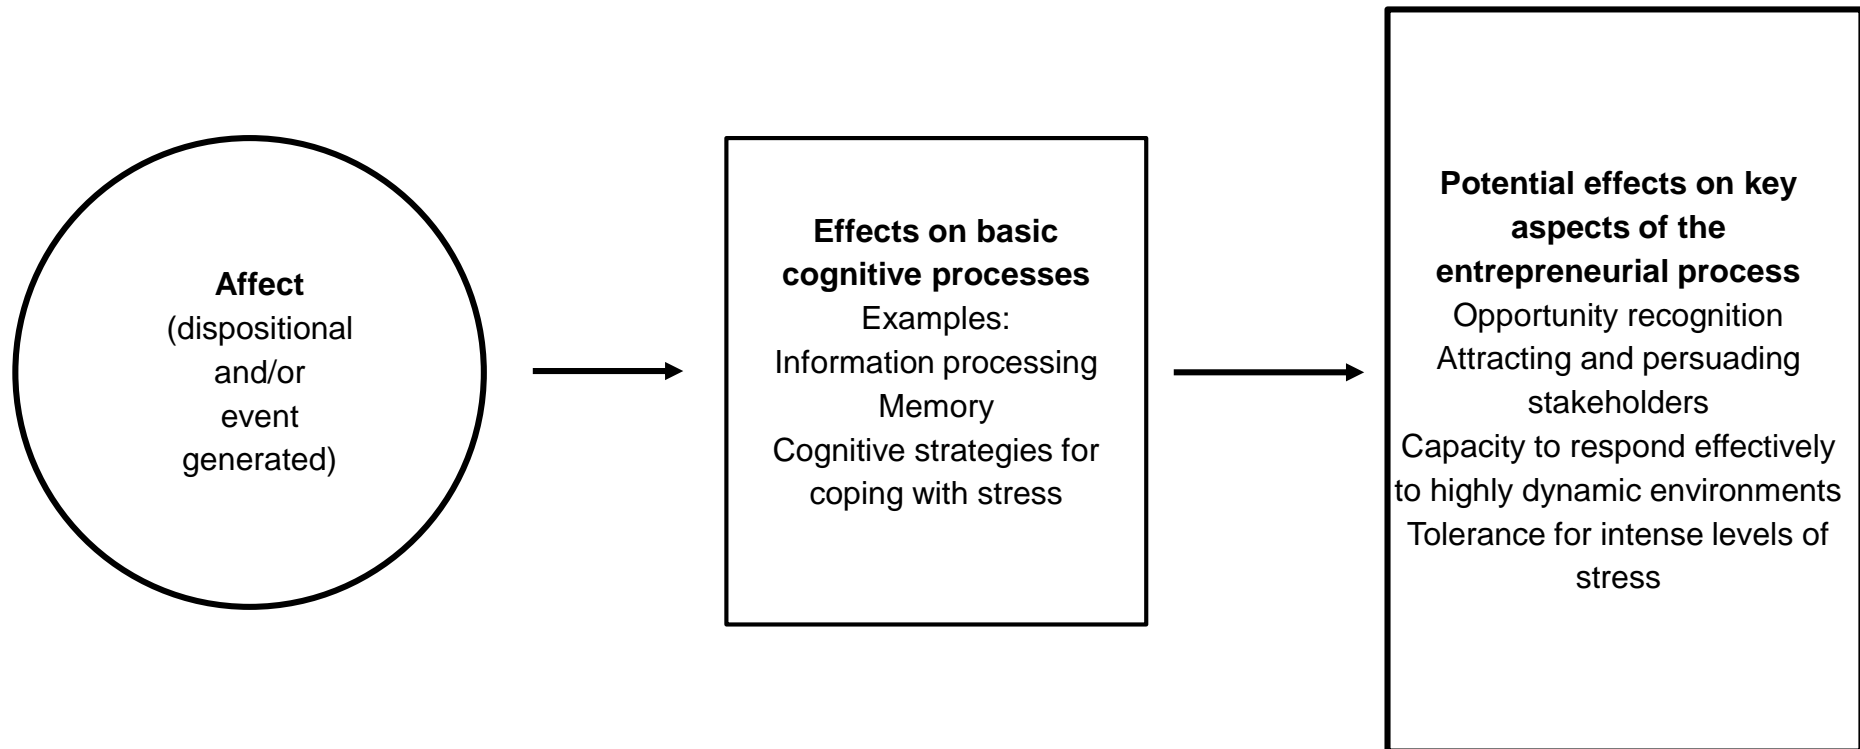 Affect
(dispositional
and/or
event
generated)
Effects on basic
cognitive processes
Examples:
Information processing
Memory
Cognitive strategies for
coping with stress
Potential effects on key
aspects of the
entrepreneurial process
Opportunity recognition
Attracting and persuading
stakeholders
Capacity to respond effectively
to highly dynamic environments
Tolerance for intense levels of
stress